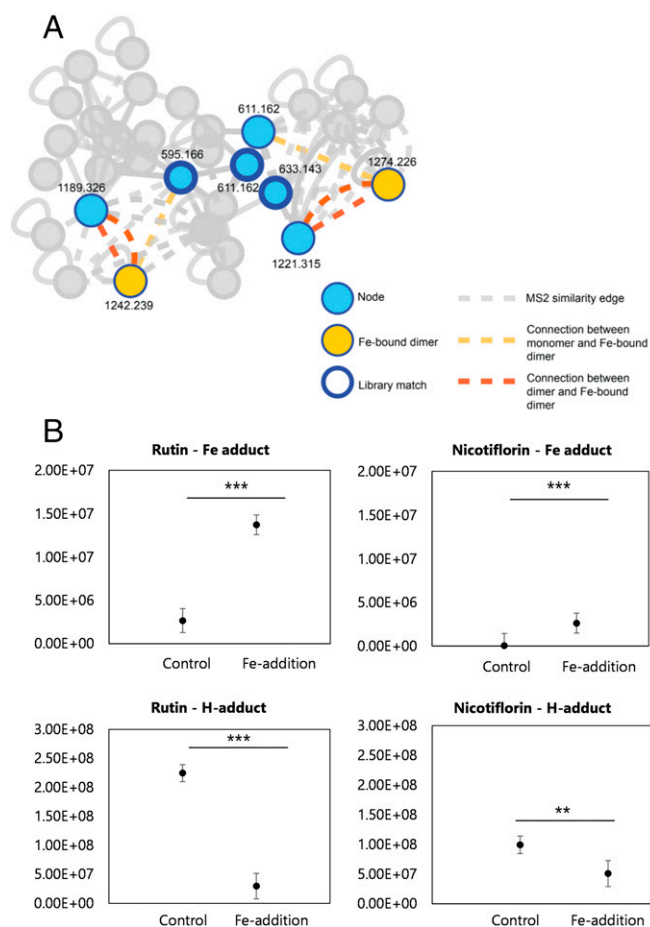 A
611.162
1274.226
595.166
633.143
611.162
1189.326
1221.315
1242.239
Node
MS2 similarity edge
Fe-bound dimer
Connection between
monomer and Fe-bound
dimer
Library match
Connection between
dimer and Fe-bound
dimer
B
Rutin - Fe adduct
2.00E+07
1.50E+07
1.00E+07
5.00E+06
0.00E+00
***
Control
Fe-addition
Nicotiflorin - Fe adduct
2.00E+07
1.50E+07
1.00E+07
5.00E+06
0.00E+00
***
Control
Fe-addition
Rutin - H-adduct
3.00E+08
2.50E+08
2.00E+08
1.50E+08
1.00E+08
5.00E+07
0.00E+00
***
Control
Fe-addition
Nicotiflorin - H-adduct
3.00E+08
2.50E+08
2.00E+08
1.50E+08
1.00E+08
5.00E+07
0.00E+00
**
Control
Fe-addition